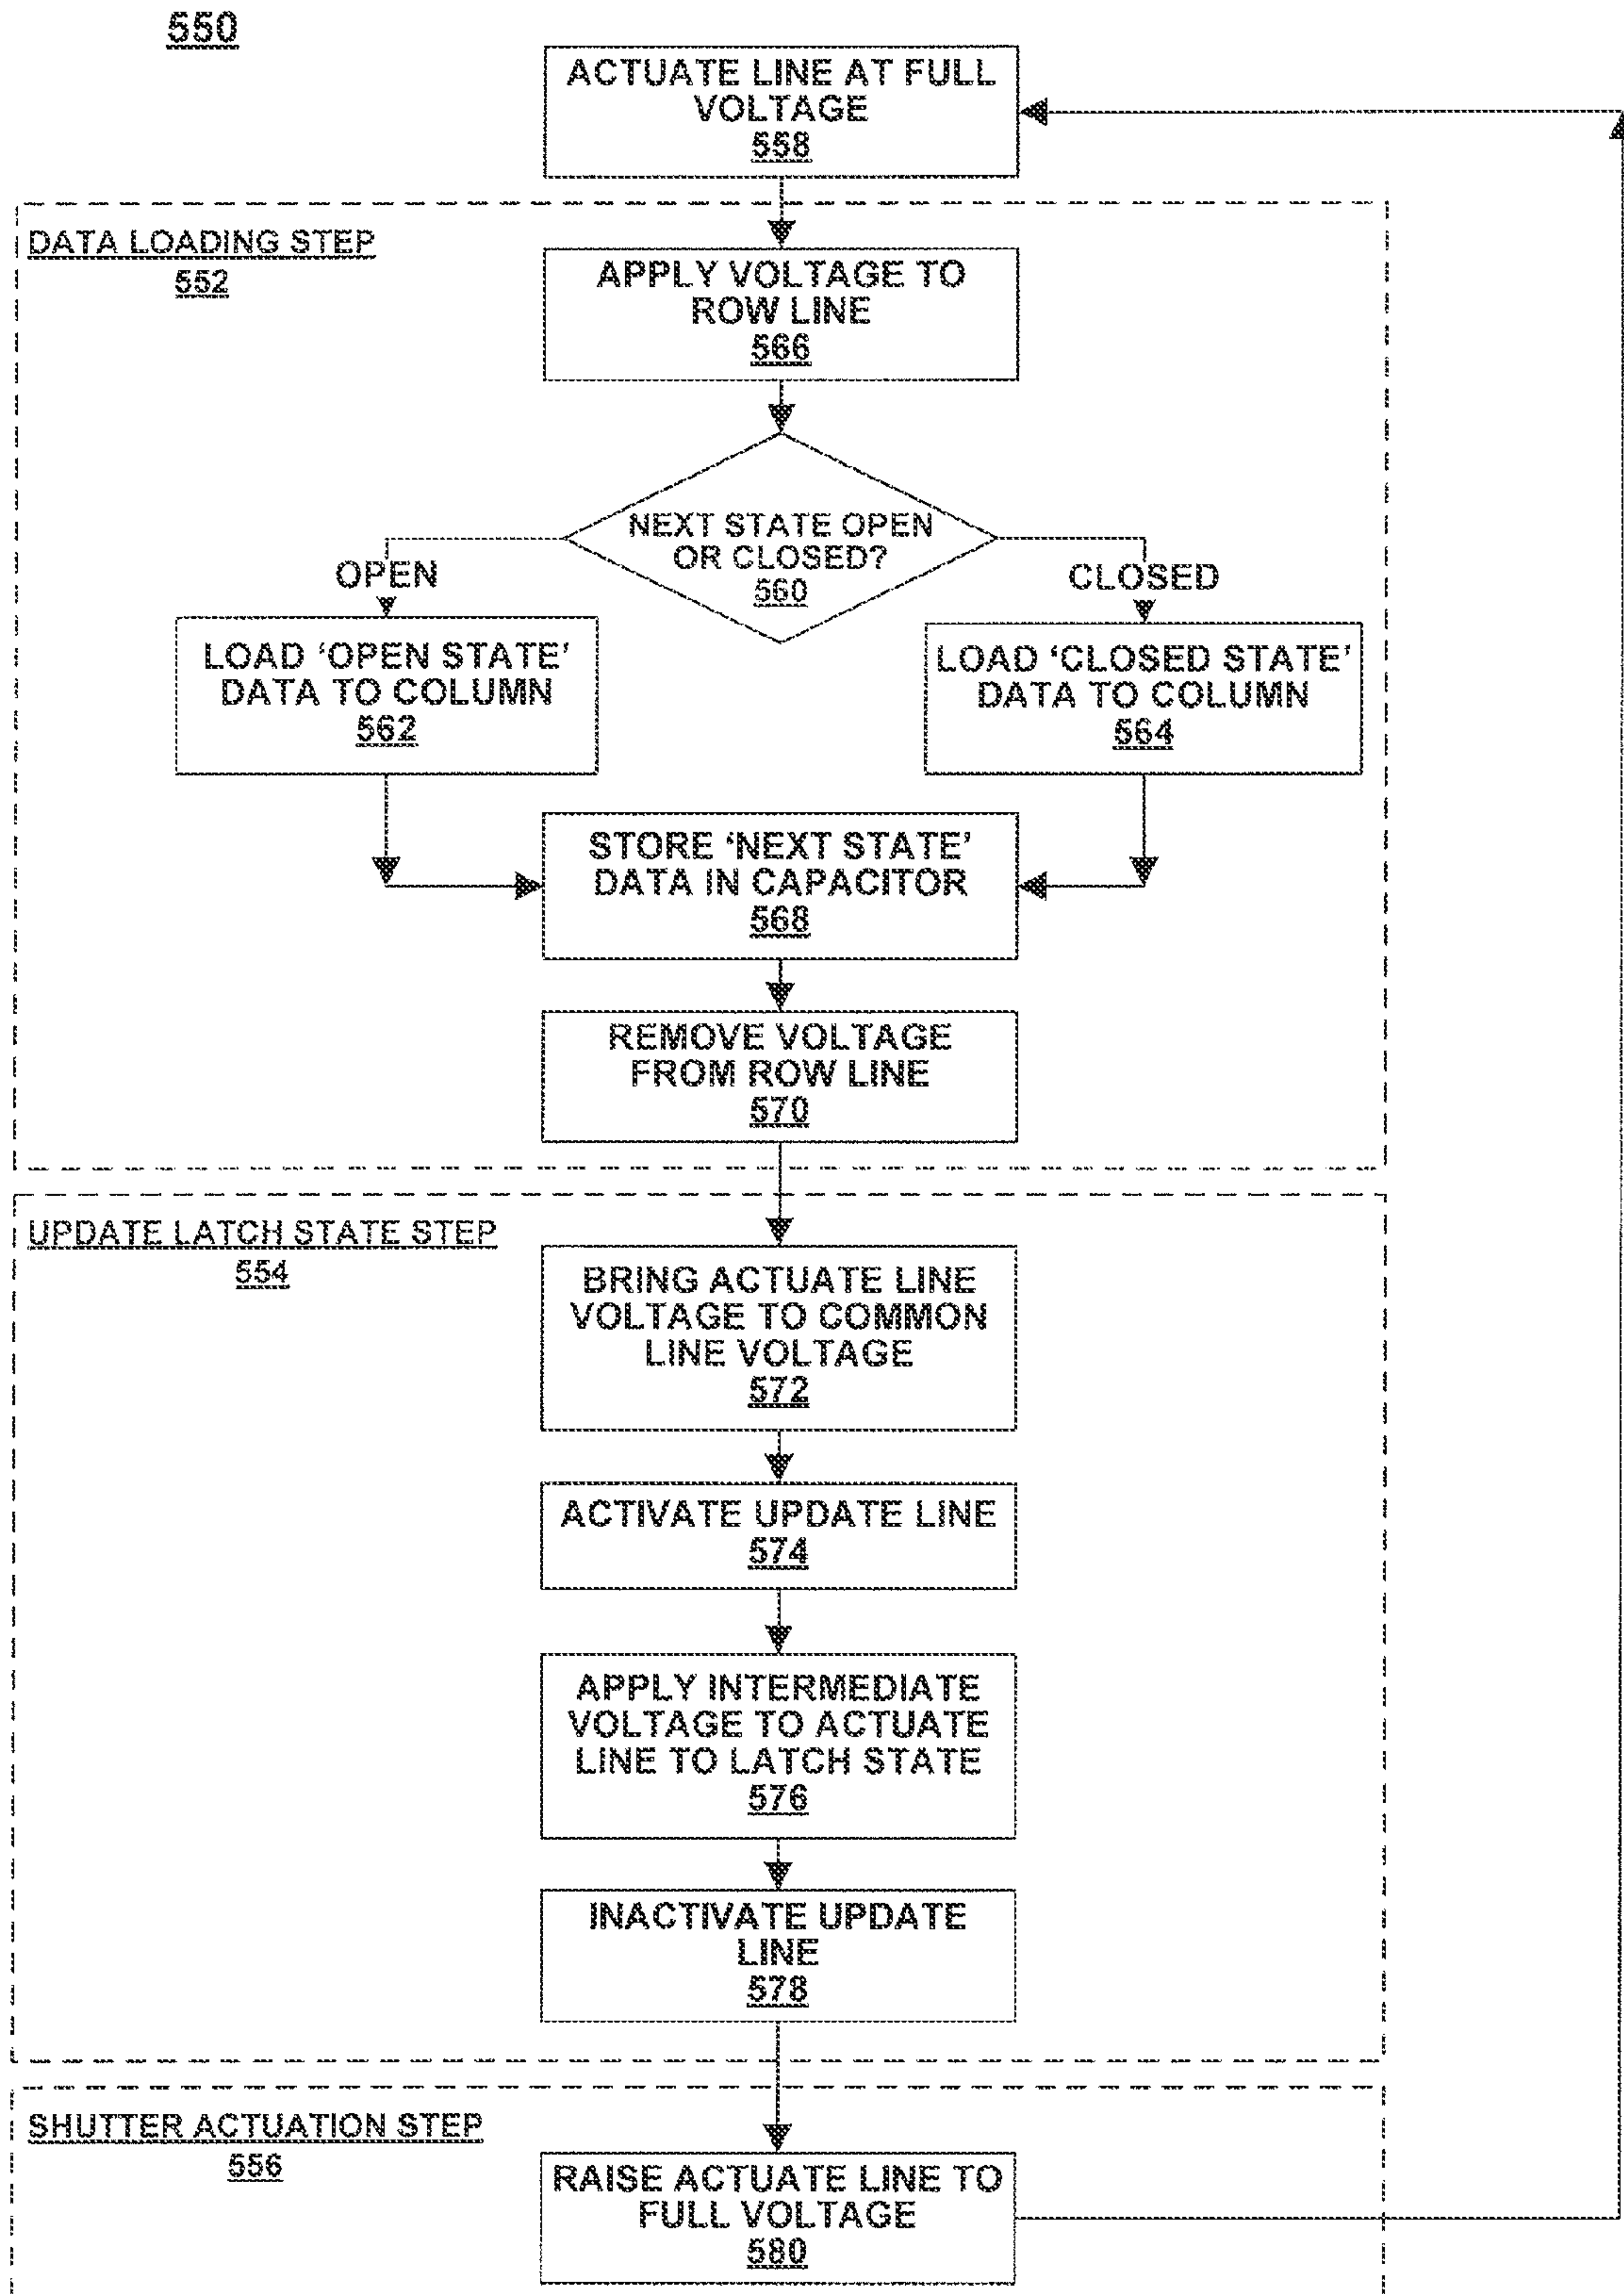 550
ACTUATE LINE AT FULL
VOLTAGE
558
DATA LOADING STEP
552
APPLY VOLTAGE TO
ROW LINE
566
NEXT STATE OPEN
OR CLOSED?
560
OPEN
CLOSED
LOAD ‘OPEN STATE’
DATA TO COLUMN
562
LOAD ‘CLOSED STATE’
DATA TO COLUMN
564
STORE ‘NEXT STATE’
DATA IN CAPACITOR
568
REMOVE VOLTAGE
FROM ROW LINE
570
UPDATE LATCH STATE STEP
554
BRING ACTUATE LINE
VOLTAGE TO COMMON
LINE VOLTAGE
572
ACTIVATE UPDATE LINE
574
APPLY INTERMEDIATE
VOLTAGE TO ACTUATE
LINE TO LATCH STATE
576
INACTIVATE UPDATE
LINE
578
SHUTTER ACTUATION STEP
556
RAISE ACTUATE LINE TO
FULL VOLTAGE
580